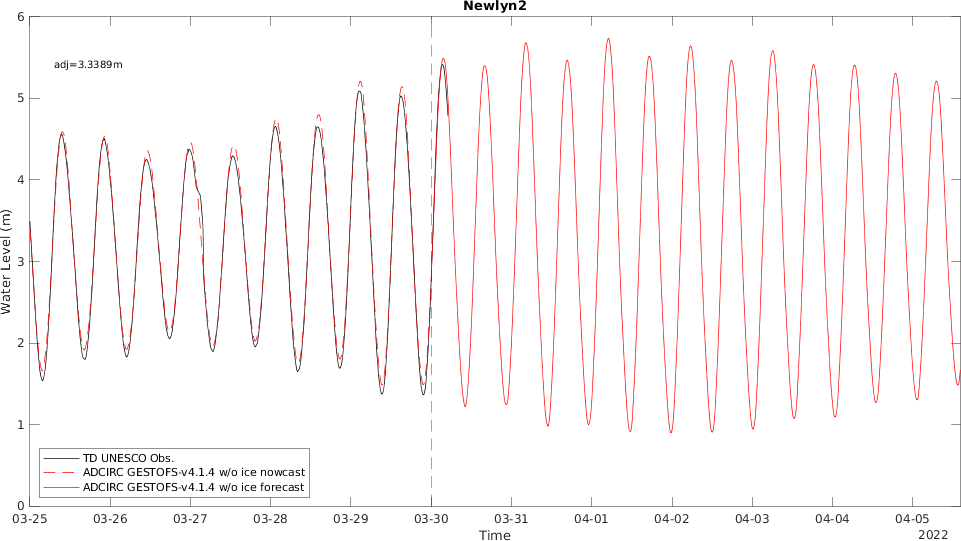 Newlyn2
adj=3.3389m
Water Level (m)
6
5
4
3
2
1
0
TD UNESCO Obs.
ADCIRC GESTOFS-v4.1.4 w/o ice nowcast
ADCIRC GESTOFS-v4.1.4 w/o ice forecast
03-25 03-26 03-27 03-28 03-29 03-30 03-31 04-01 04-02 04-03 04-04 04-05
Time
2022